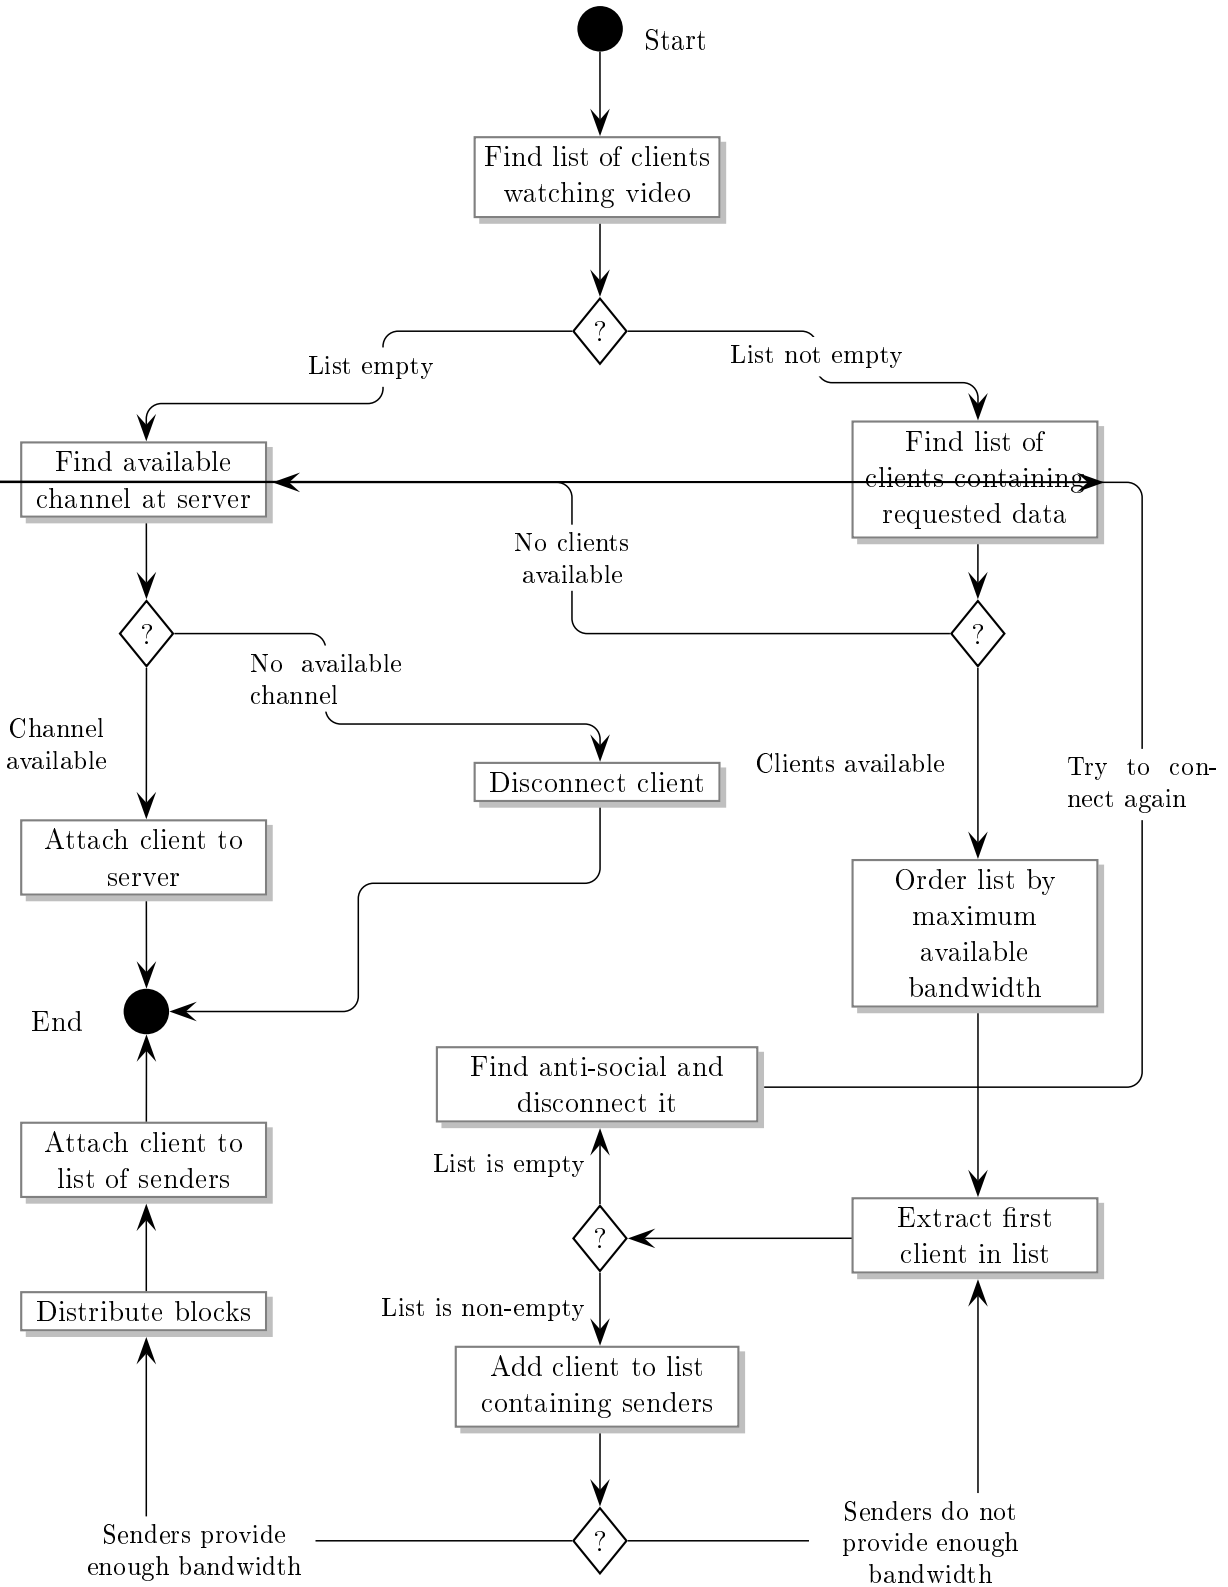 Start
Find list of clients
watching video
?
List empty
List not empty
Find available
channel at server
Find list of
clients containing
requested data
No clients
available
?
?
No available
channel
Channel
available
Disconnect client
Clients available
Try to con-
nect again
Attach client to
server
Order list by
maximum
available
bandwidth
End
Find anti-social and
disconnect it
Attach client to
list of senders
List is empty
Extract first
client in list
?
Distribute blocks
List is non-empty
Add client to list
containing senders
Senders provide
enough bandwidth
?
Senders do not
provide enough
bandwidth